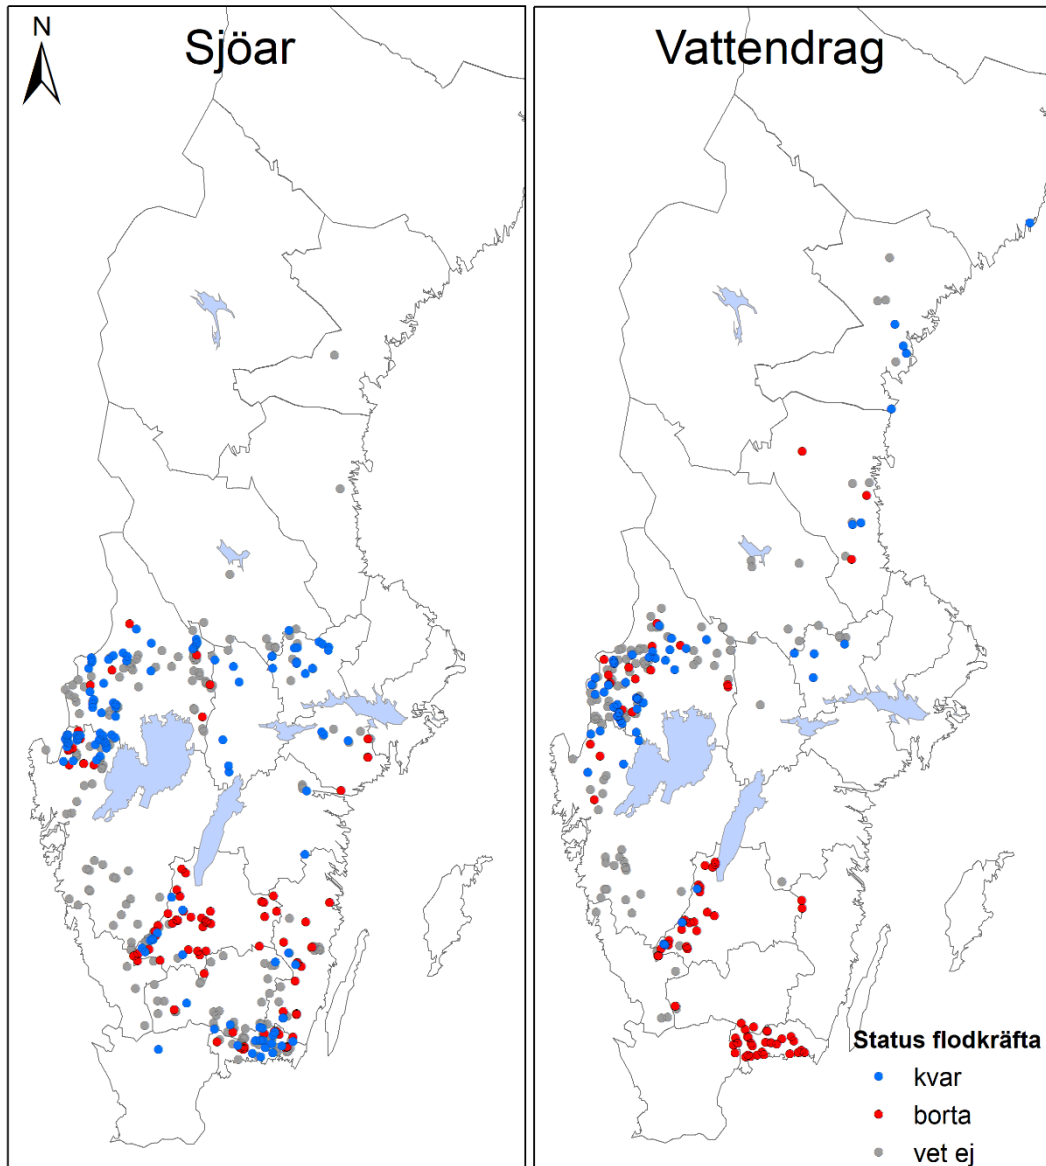 N
Sjöar
Vattendrag
Status flodkräfta
kvar
borta
vet ej